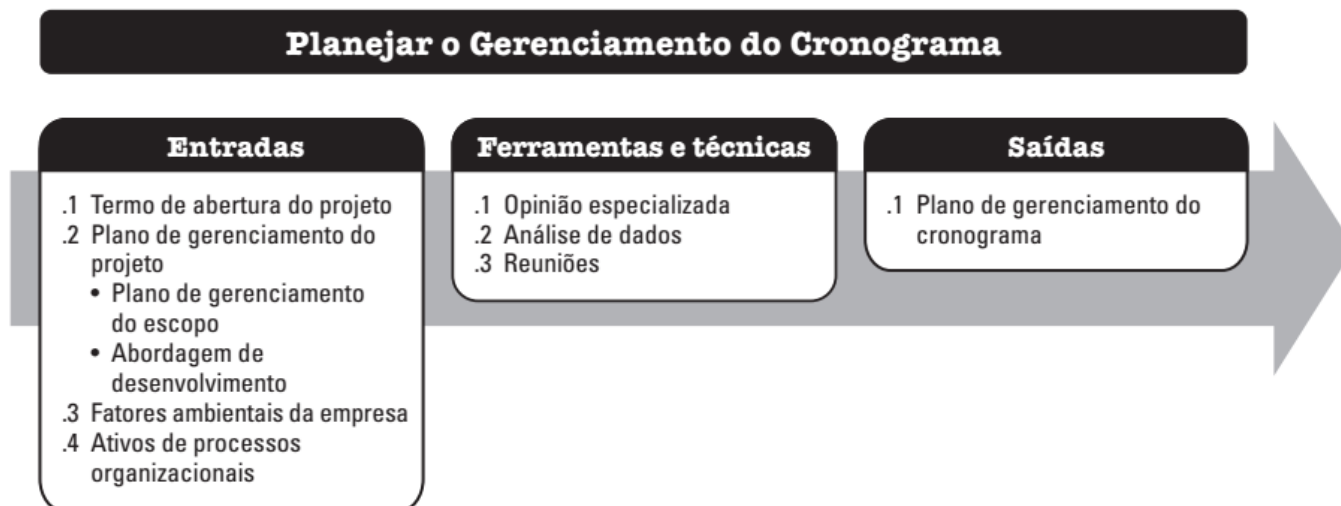 Planejar o Gerenciamento do Cronograma
Entradas
.1 Termo de abertura do projeto
.2 Plano de gerenciamento do
projeto
• Plano de gerenciamento
do escopo
• Abordagem de
desenvolvimento
.3 Fatores ambientais da empresa
.4 Ativos de processos
organizacionais
Ferramentas e técnicas
.1 Opinião especializada
.2 Análise de dados
.3 Reuniões
Saídas
.1 Plano de gerenciamento do
cronograma